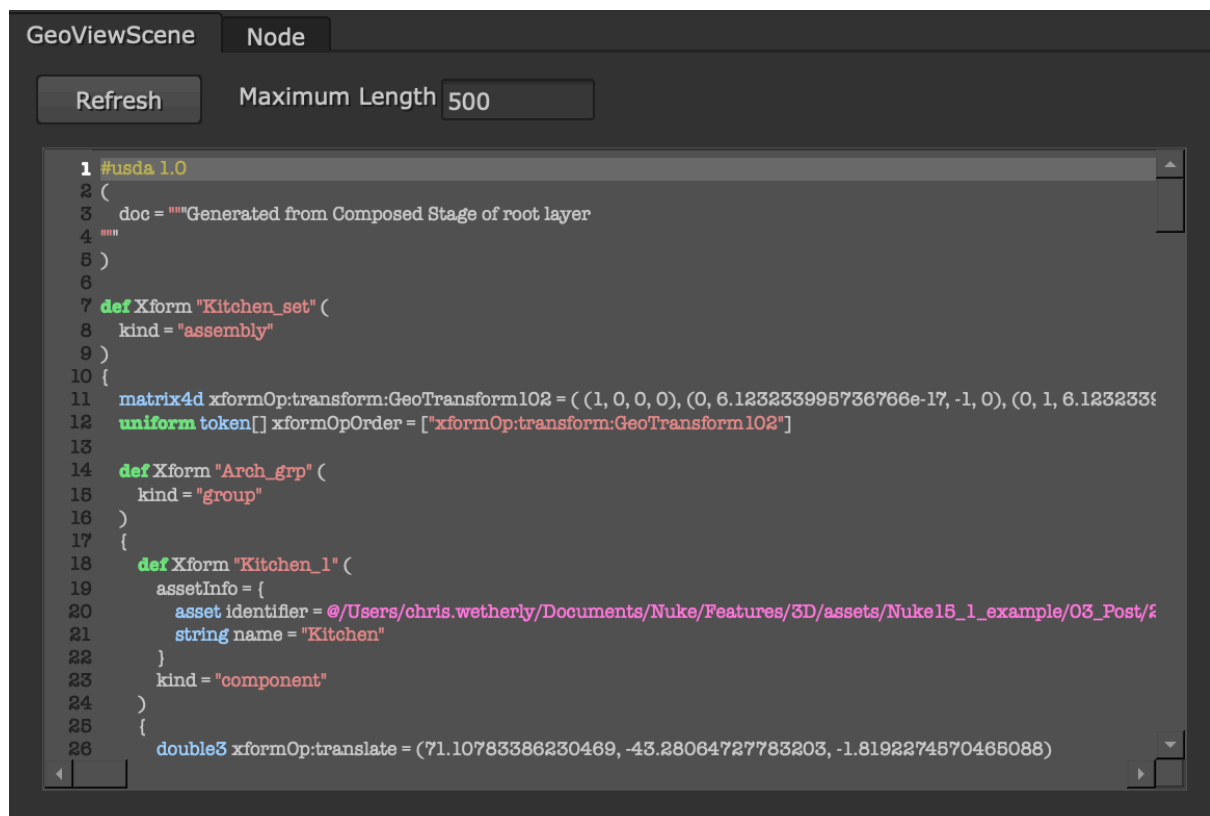 GeoViewScene Node
Refresh Maximum Length 500
1 #usda 1.0
2 (
3 doc = """Generated from Composed Stage of root layer
4 """
5 )
6
7 def Xform "Kitchen_set" (
8 kind = "assembly"
9 )
10 {
11 matrix4d xformOp:transform:GeoTransform102 = ( (1, 0, 0, 0), (0, 6.123233995736766e-17, -1, 0), (0, 1, 6.1232339
12 uniform token[] xformOpOrder = ["xformOp:transform:GeoTransform102"]
13
14 def Xform "Arch_grp" (
15 kind = "group"
16 )
17 {
18 def Xform "Kitchen_1" (
19 assetInfo = {
20 asset identifier = @/Users/chris.wetherly/Documents/Nuke/Features/3D/assets/Nuke15_1_example/03_Post/2
21 string name = "Kitchen"
22 }
23 kind = "component"
24 )
25 {
26 double3 xformOp:translate = (71.10783386230469, -43.28064727783203, -1.8192274570465088)